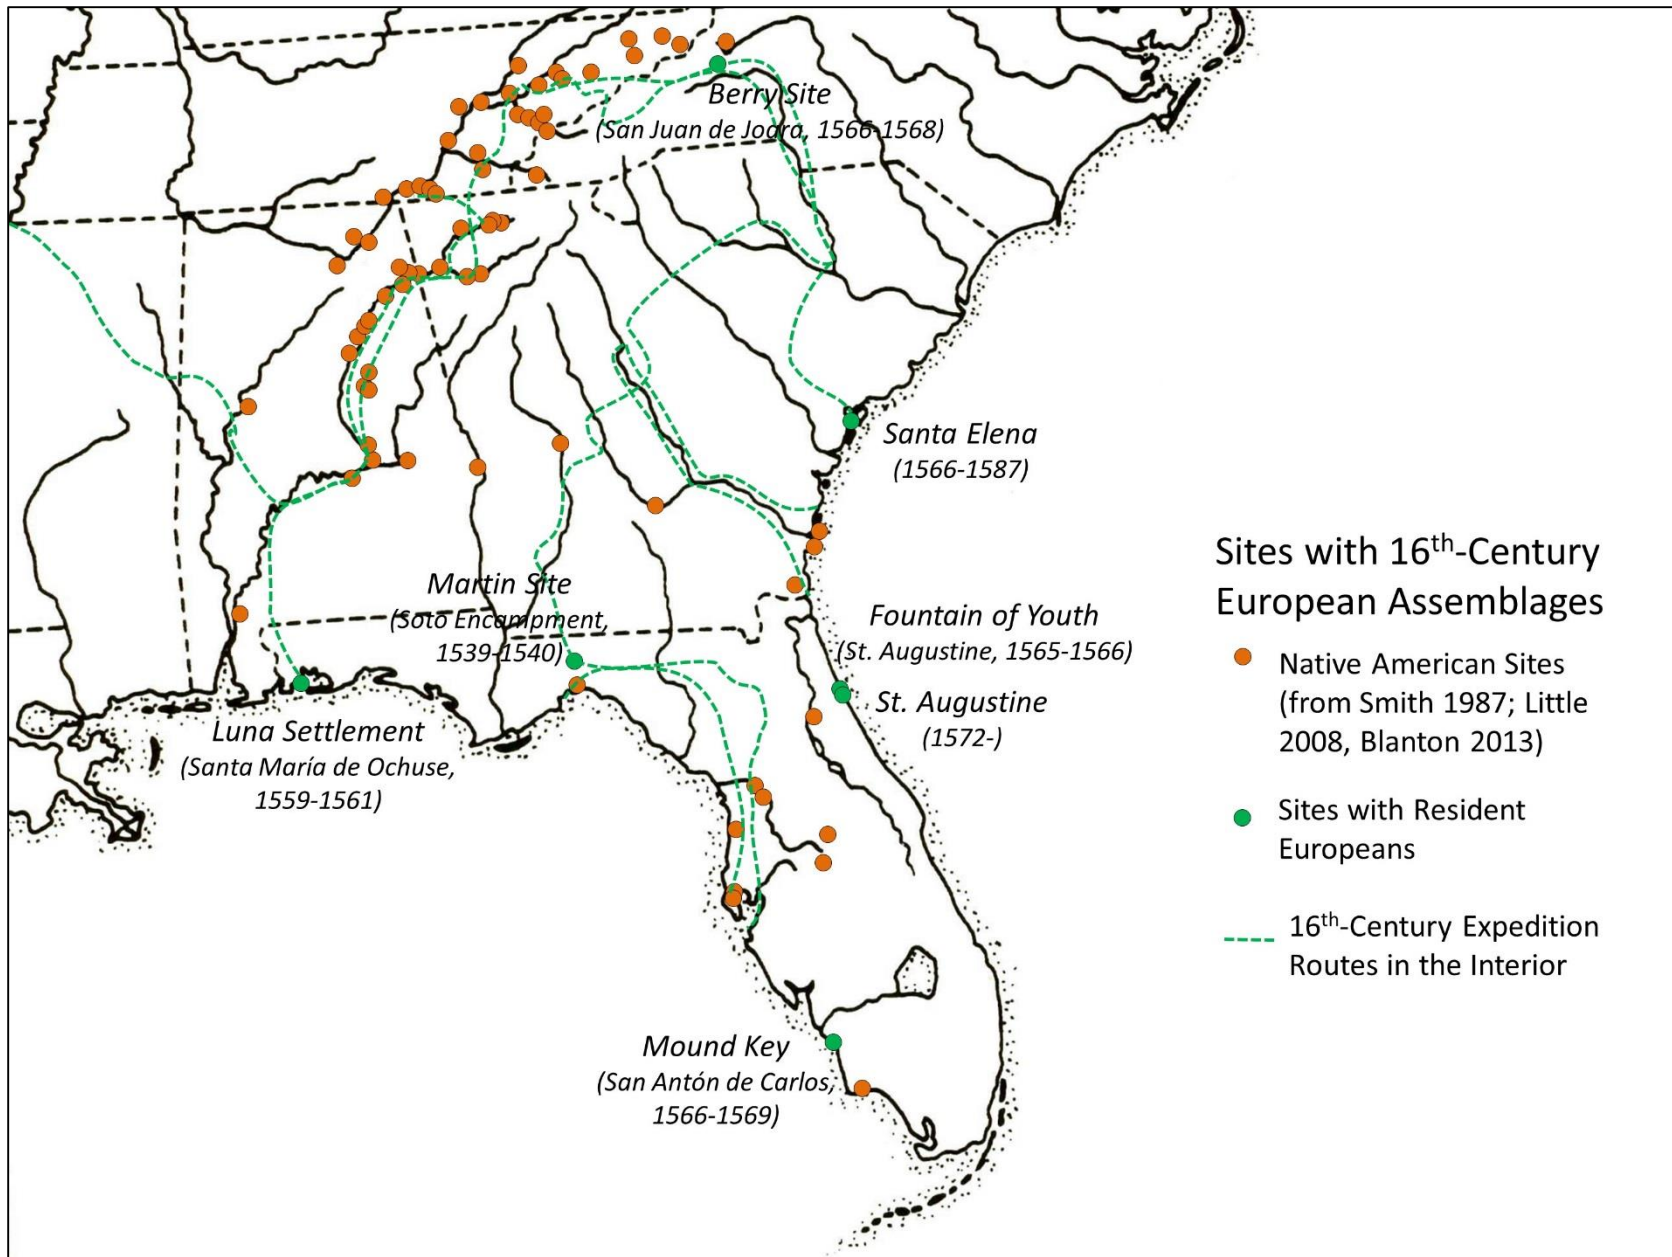 Berry Site
(San Juan de Joara, 1566-1568)
Santa Elena
(1566-1587)
Martin Site
(Soto Encampment,
1539-1540)
Fountain of Youth
(St. Augustine, 1565-1566)
St. Augustine
(1572-)
Luna Settlement
(Santa María de Ochuse,
1559-1561)
Mound Key
(San Antón de Carlos,
1566-1569)
Sites with 16th-Century
European Assemblages
Native American Sites
(from Smith 1987; Little
2008, Blanton 2013)
Sites with Resident
Europeans
16th-Century Expedition
Routes in the Interior